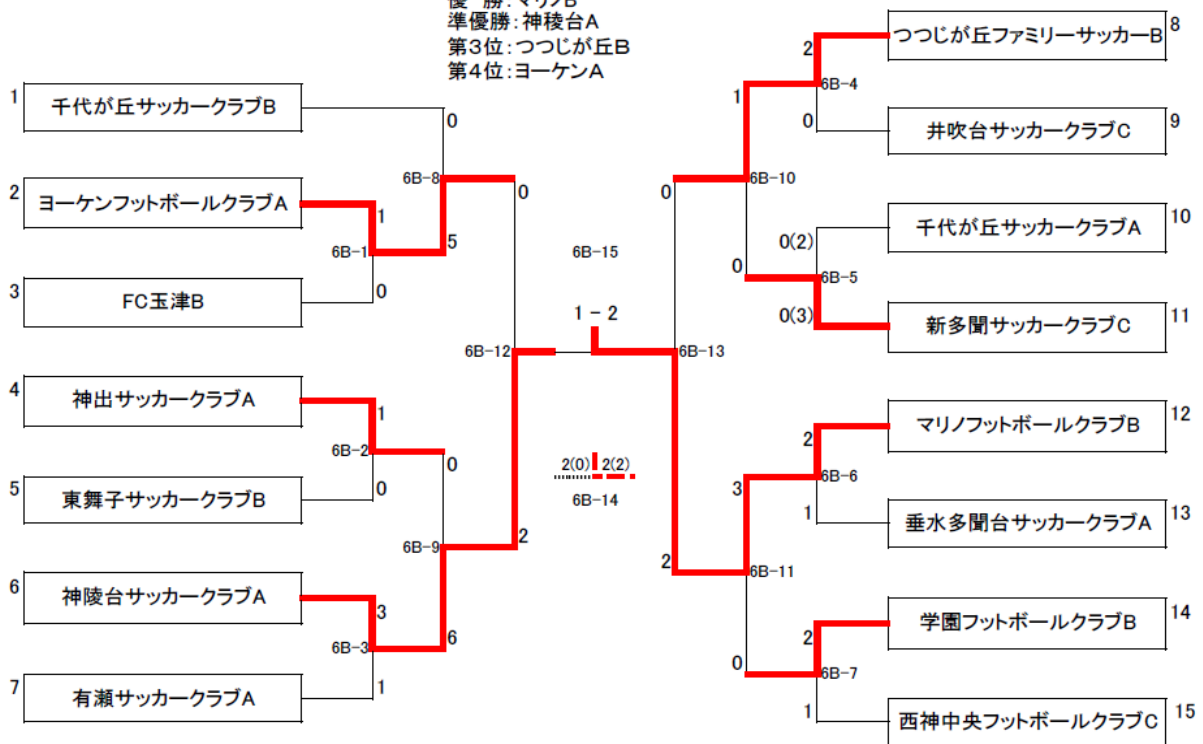 優　勝：マリノB
準優勝：神稜台A
第3位：つつじが丘B
第4位：ヨーケンA
1
千代が丘サッカークラブB
0
6B-8
0
2
ヨーケンフットボールクラブA
1
6B-1
5
3
FC玉津B
0
6B-12
4
神出サッカークラブA
1
6B-2
0
5
東舞子サッカークラブB
0
6B-9
2
6
神陵台サッカークラブA
3
6B-3
6
7
有瀬サッカークラブA
1
6B-15
1－2
2(0)
2(2)
6B-14
つつじが丘ファミリーサッカーB
8
2
6B-4
1
0
井吹台サッカークラブC
9
0
6B-10
千代が丘サッカークラブA
10
0(2)
0
6B-5
0(3)
新多聞サッカークラブC
11
6B-13
マリノフットボールクラブB
12
2
6B-6
3
1
垂水多聞台サッカークラブA
13
2
6B-11
学園フットボールクラブB
14
2
0
6B-7
1
西神中央フットボールクラブC
15